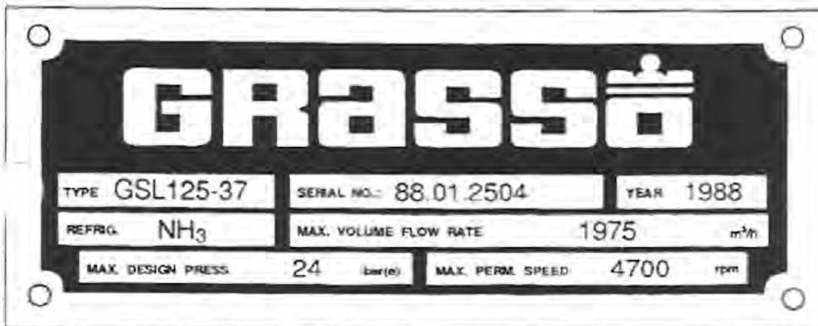 GRasso
TYPE GSL125-37 SERIAL NO.: 88.01.2504 YEAR 1988
REFRIG. NH₃ MAX. VOLUME FLOW RATE 1975 m³/h
MAX. DESIGN PRESS. 24 bar(e) MAX. PERM. SPEED 4700 rpm